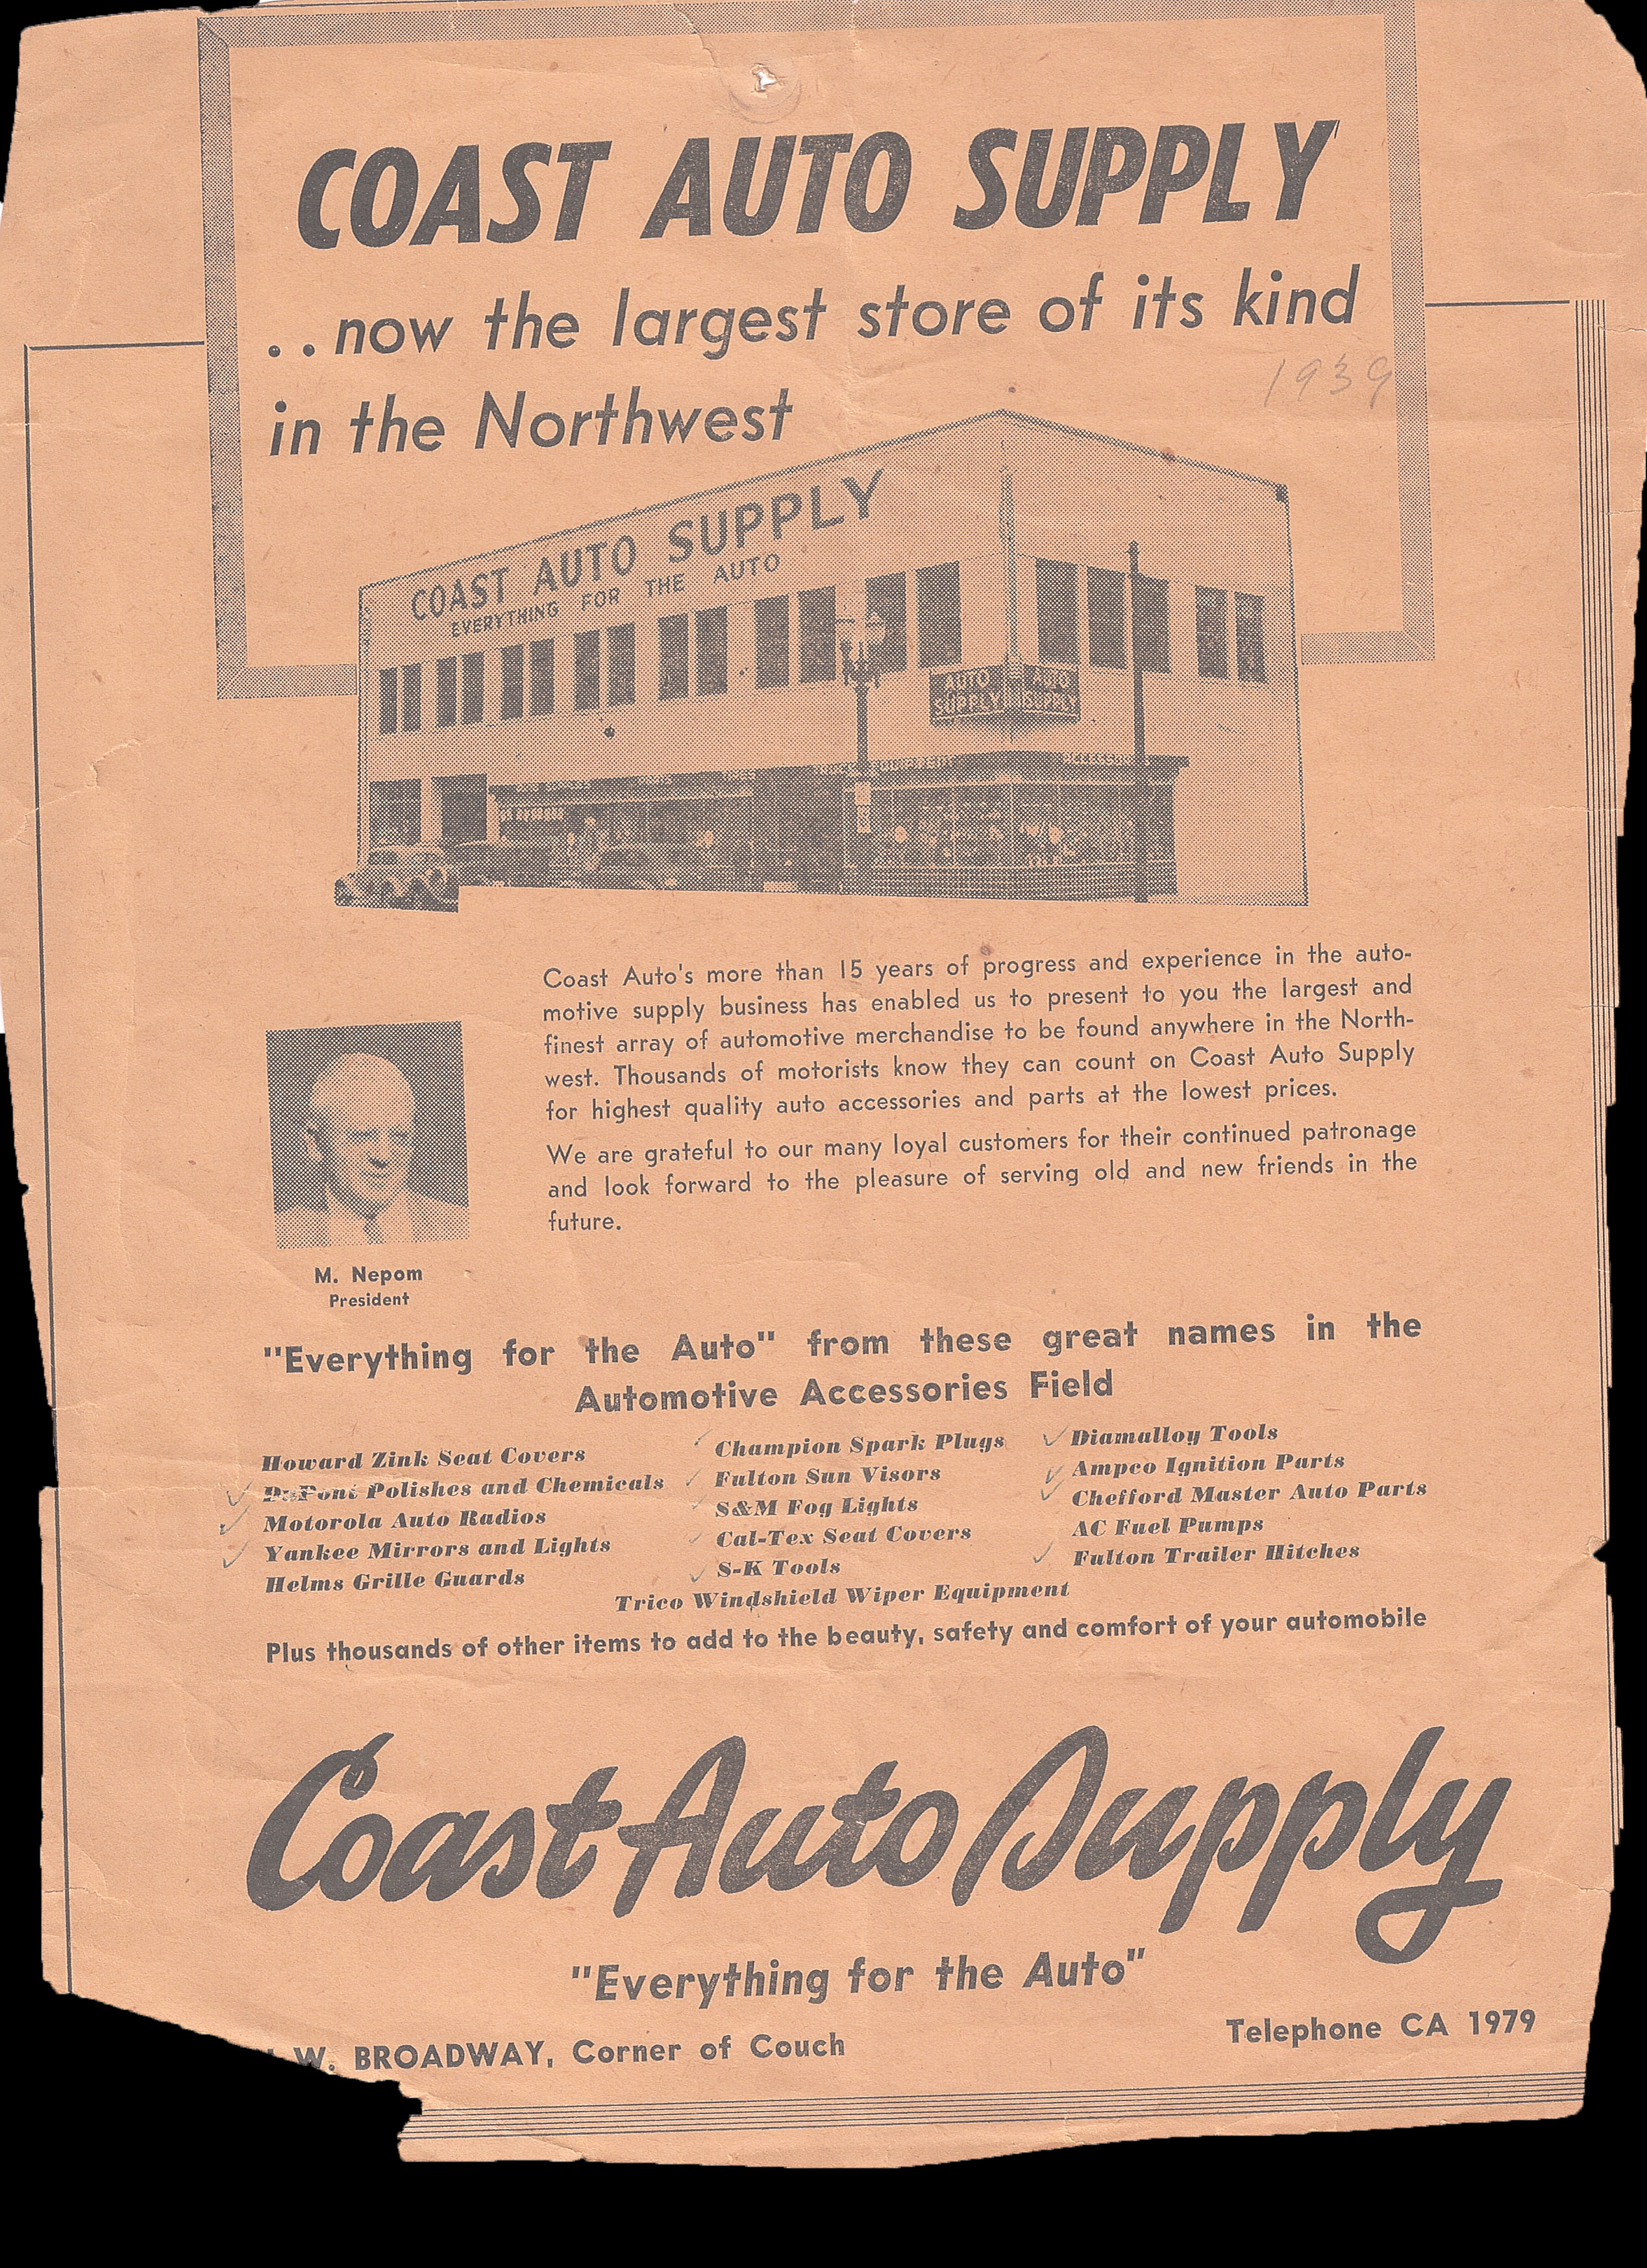 COAST AUTO SUPPLY
..now the largest store of its kind
1939
in the Northwest
COAST AUTO SUPPLY
EVERYTHING FOR THE AUTO
AUTO SUPPLY AUTO SUPPLY
TIRES
Coast Auto's more than 15 years of progress and experience in the auto-
motive supply business has enabled us to present to you the largest and
finest array of automotive merchandise to be found anywhere in the North-
west. Thousands of motorists know they can count on Coast Auto Supply
for highest quality auto accessories and parts at the lowest prices.
We are grateful to our many loyal customers for their continued patronage
and look forward to the pleasure of serving old and new friends in the
future.
M. Nepom
President
"Everything for the Auto" from these great names in the
Automotive Accessories Field
Howard Zink Seat Covers
DuPont Polishes and Chemicals
Motorola Auto Radios
Yankee Mirrors and Lights
Helms Grille Guards
Champion Spark Plugs
Fulton Sun Visors
S&M Fog Lights
Cal-Tex Seat Covers
S-K Tools
Diamalloy Tools
Ampco Ignition Parts
Chefford Master Auto Parts
AC Fuel Pumps
Fulton Trailer Hitches
Trico Windshield Wiper Equipment
Plus thousands of other items to add to the beauty, safety and comfort of your automobile
Coast Auto Supply
"Everything for the Auto"
W. BROADWAY, Corner of Couch
Telephone CA 1979